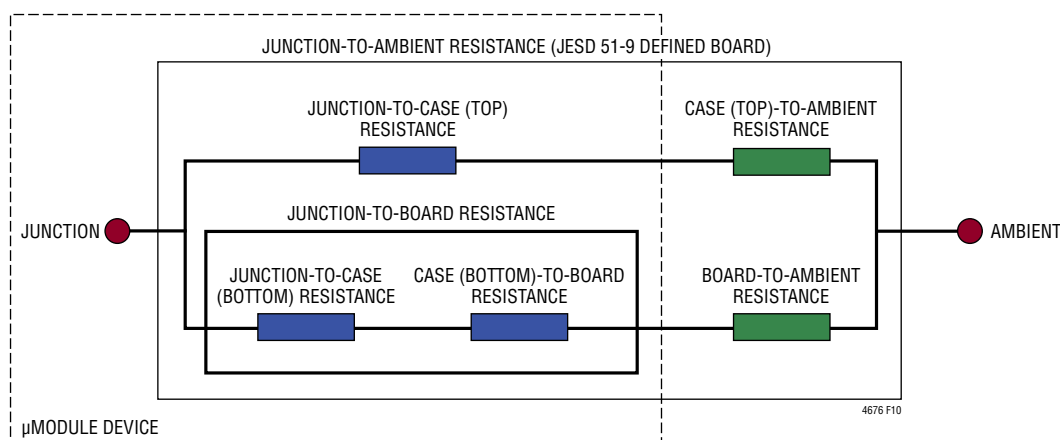 JUNCTION-TO-AMBIENT RESISTANCE (JESD 51-9 DEFINED BOARD)
JUNCTION-TO-CASE (TOP)
RESISTANCE
CASE (TOP)-TO-AMBIENT
RESISTANCE
JUNCTION-TO-BOARD RESISTANCE
JUNCTION
AMBIENT
JUNCTION-TO-CASE
(BOTTOM) RESISTANCE
CASE (BOTTOM)-TO-BOARD
RESISTANCE
BOARD-TO-AMBIENT
RESISTANCE
4676 F10
µMODULE DEVICE